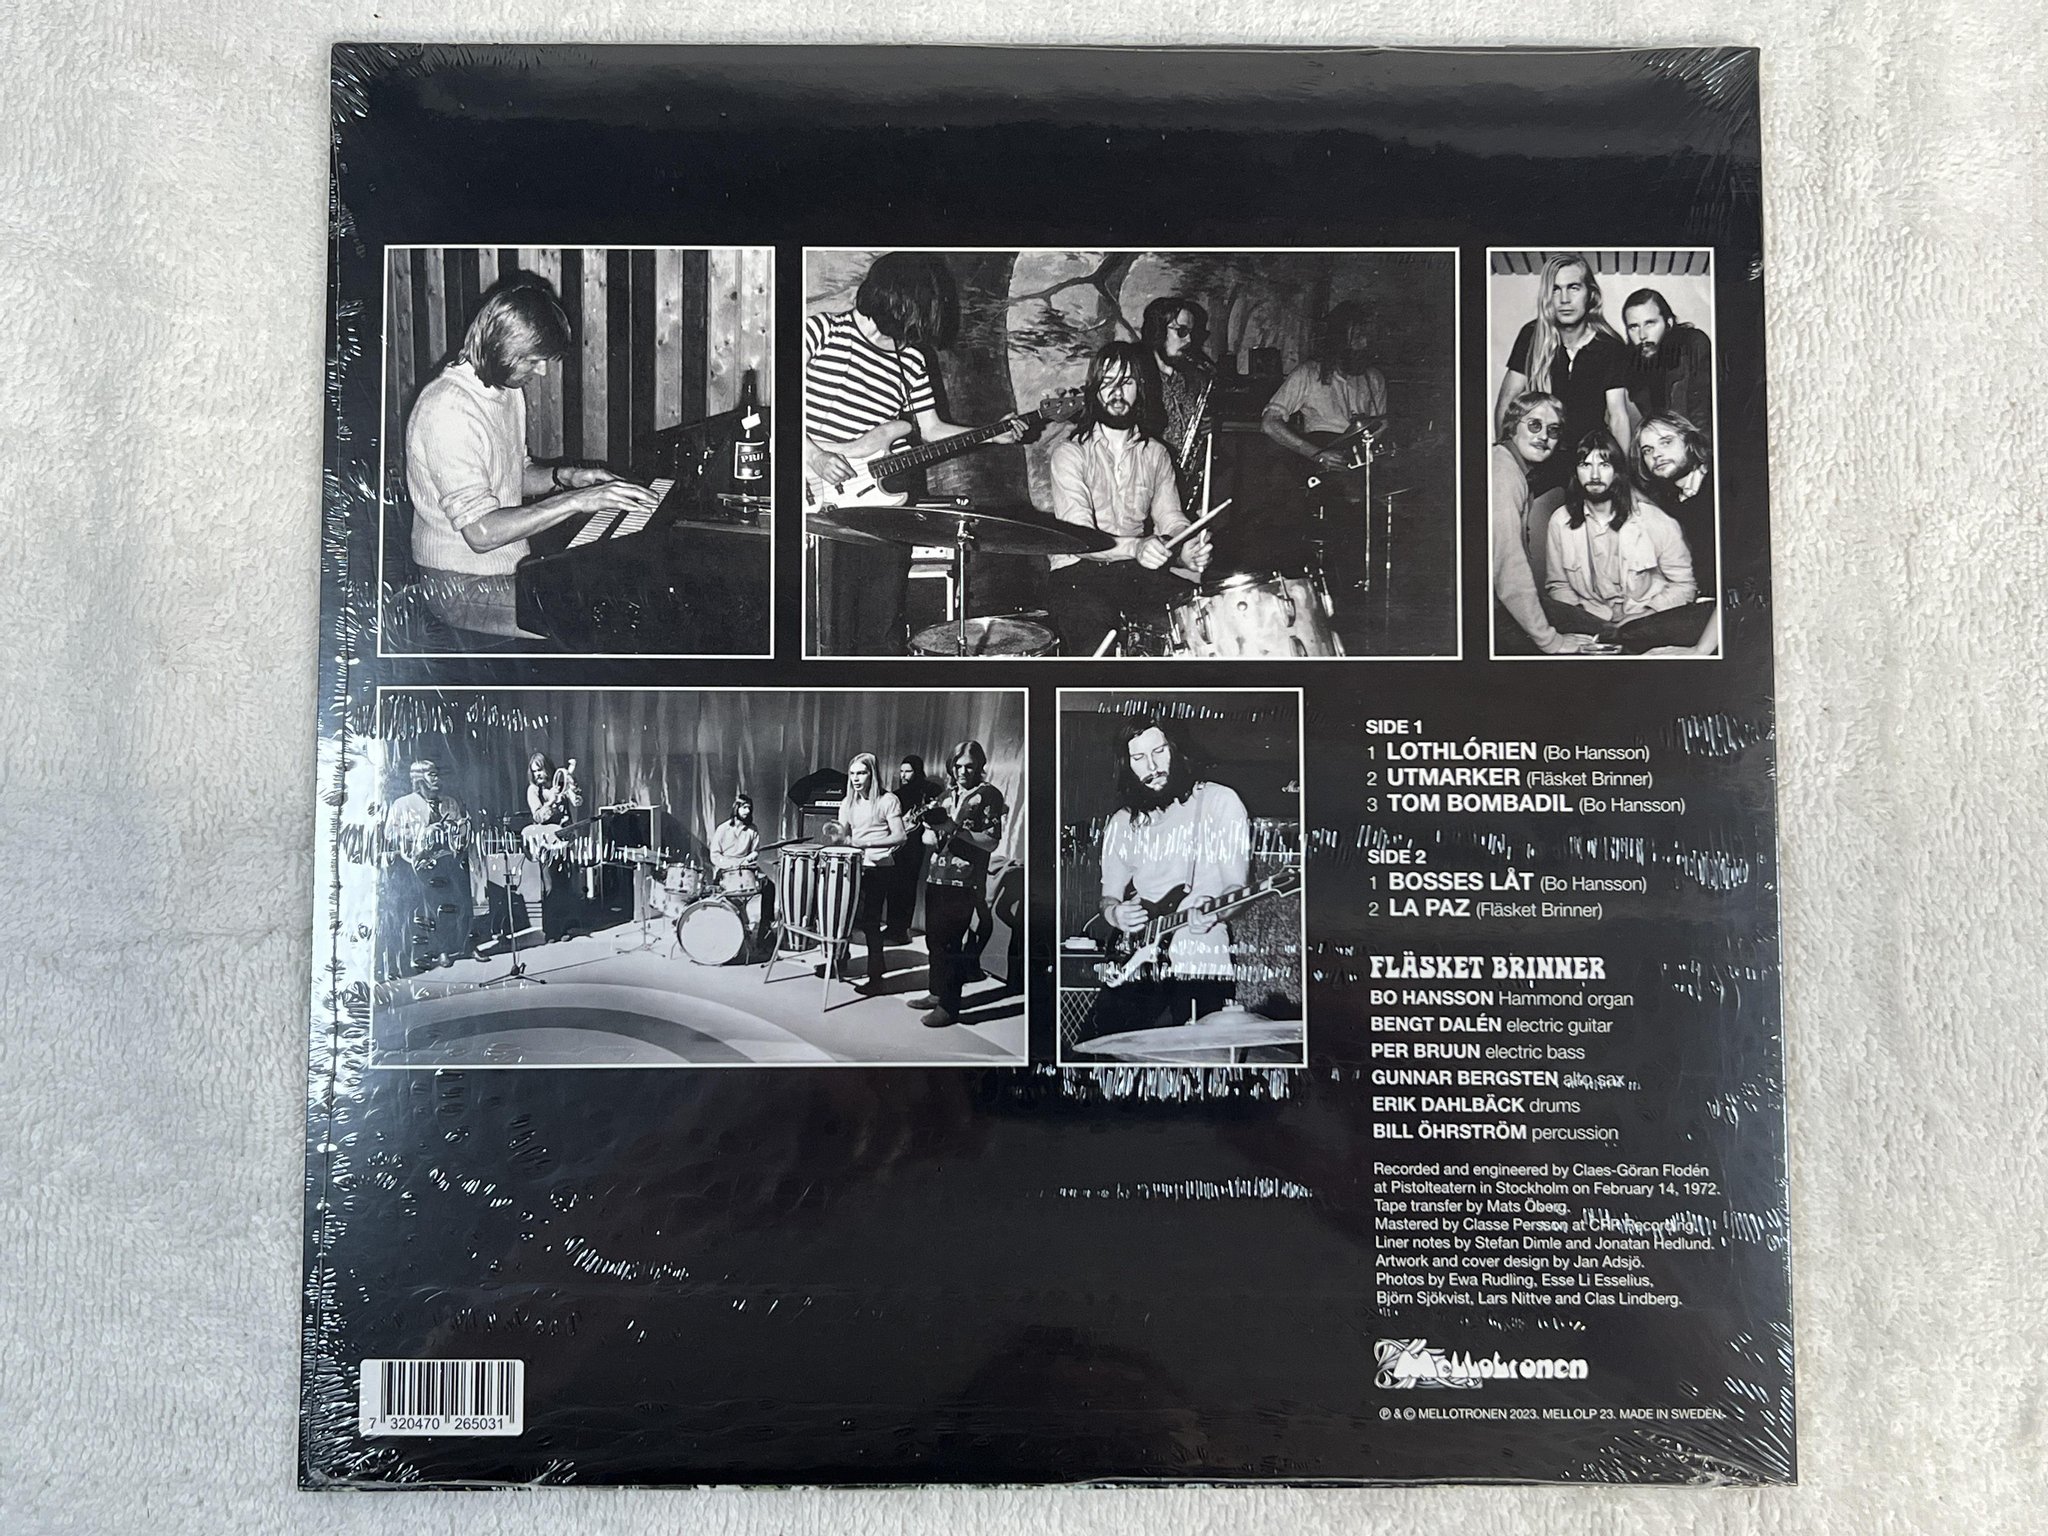 PRI
SIDE 1
1 LOTHLÓRIEN (Bo Hansson)
2 UTMARKER (Fläsket Brinner)
3 TOM BOMBADIL (Bo Hansson)
SIDE 2
1 BOSSES LÅT (Bo Hansson)
2 LA PAZ (Fläsket Brinner)
FLÄSKET BRINNER
BO HANSSON Hammond organ
BENGT DALÉN electric guitar
PER BRUUN electric bass
GUNNAR BERGSTEN alto sax
ERIK DAHLBÄCK drums
BILL ÖHRSTRÖM percussion
Recorded and engineered by Claes-Göran Flodén
at Pistolteatern in Stockholm on February 14, 1972.
Tape transfer by Mats Öberg.
Mastered by Classe Persson at CRP Recording.
Liner notes by Stefan Dimle and Jonatan Hedlund.
Artwork and cover design by Jan Adsjö.
Photos by Ewa Rudling, Esse Li Esselius,
Björn Sjökvist, Lars Nittve and Clas Lindberg.
Mellotronen
℗ & © MELLOTRONEN 2023. MELLOLP 23. MADE IN SWEDEN.
7 320470 265031